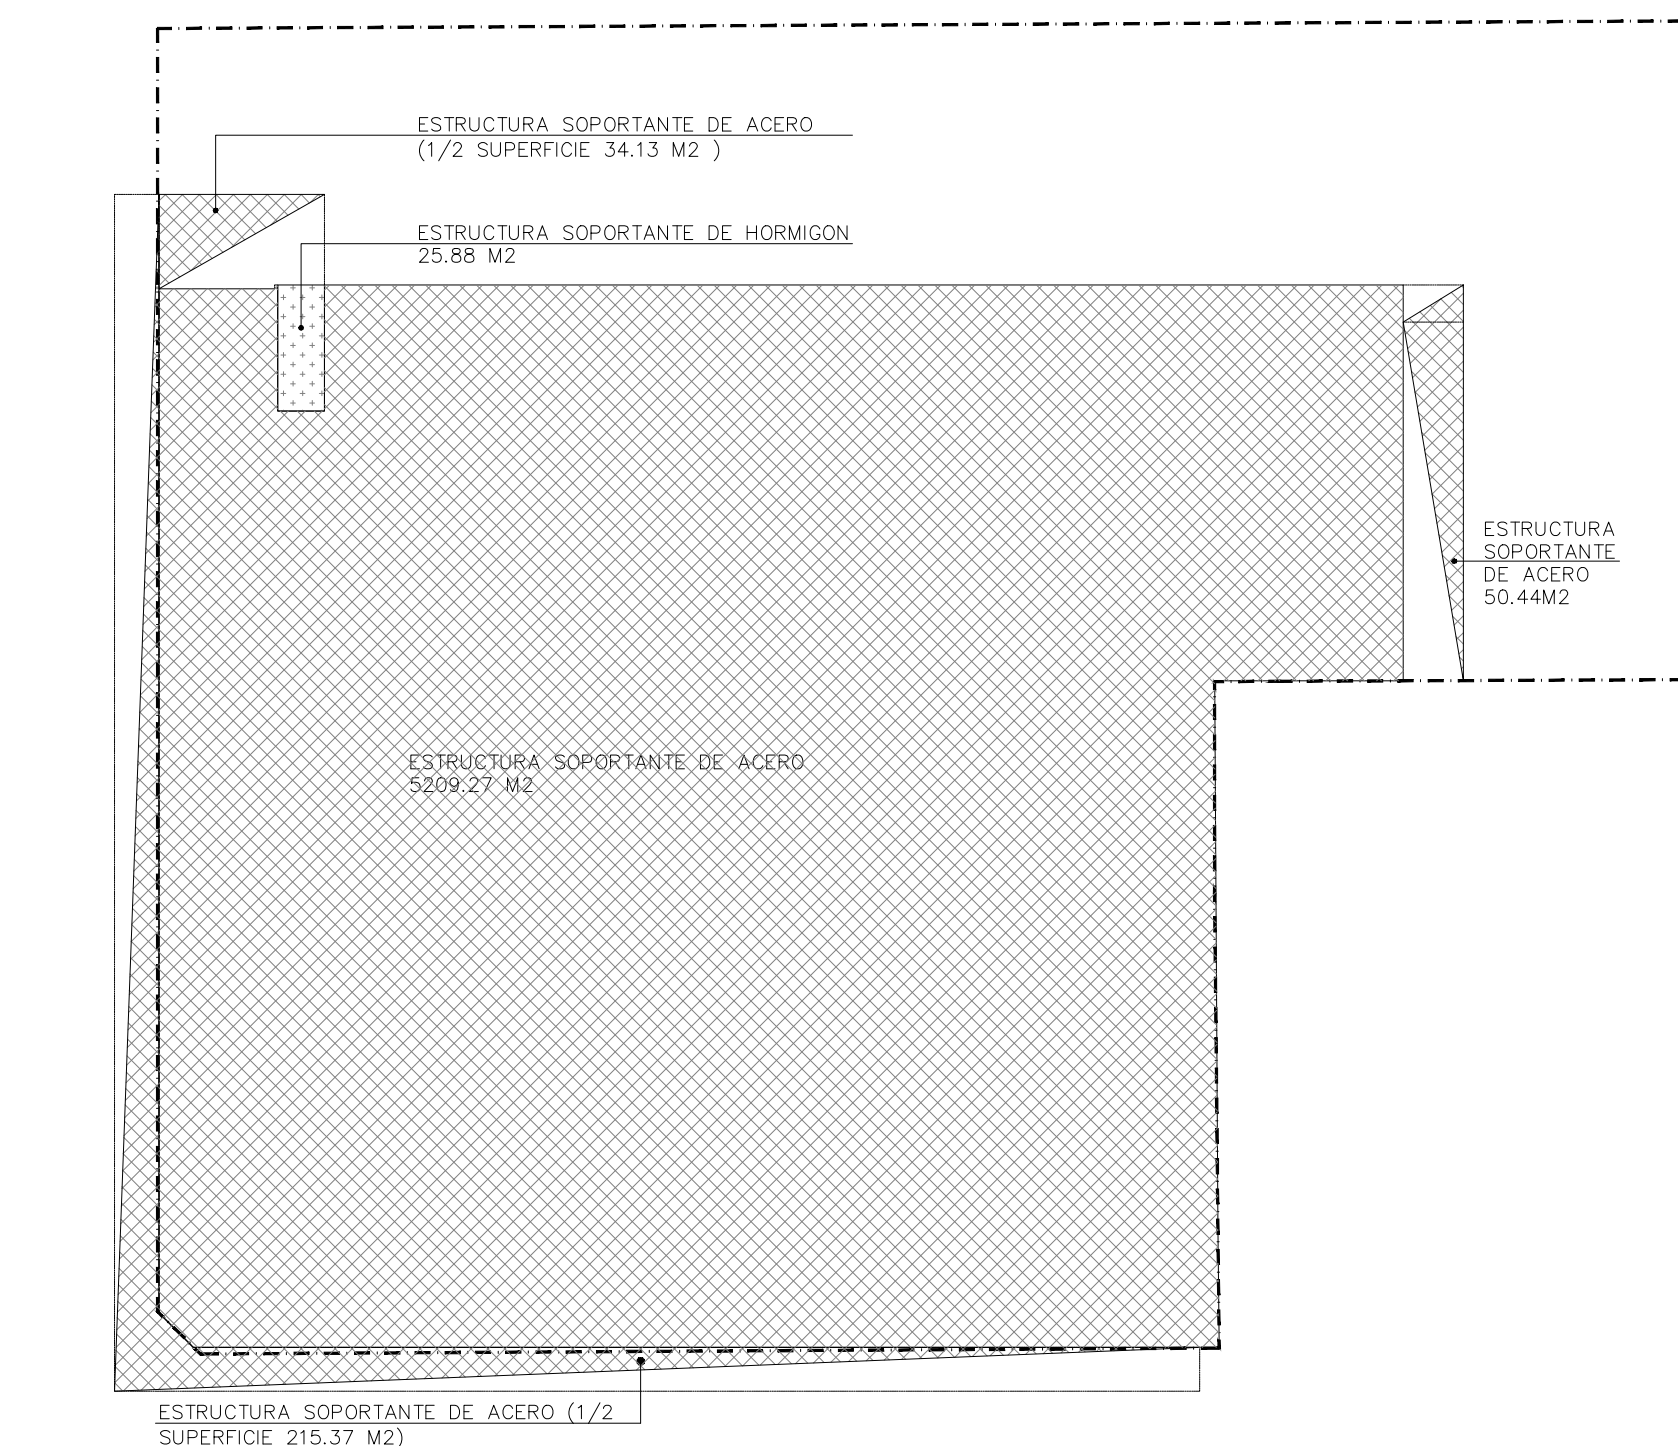 ESTRUCTURA SOPORTANTE DE ACERO
(1/2 SUPERFICIE 34.13 M2 )
ESTRUCTURA SOPORTANTE DE HORMIGON
25.88 M2
ESTRUCTURA
SOPORTANTE
DE ACERO
50.44M2
ESTRUCTURA SOPORTANTE DE ACERO
5209.27 M2
ESTRUCTURA SOPORTANTE DE ACERO (1/2
SUPERFICIE 215.37 M2)